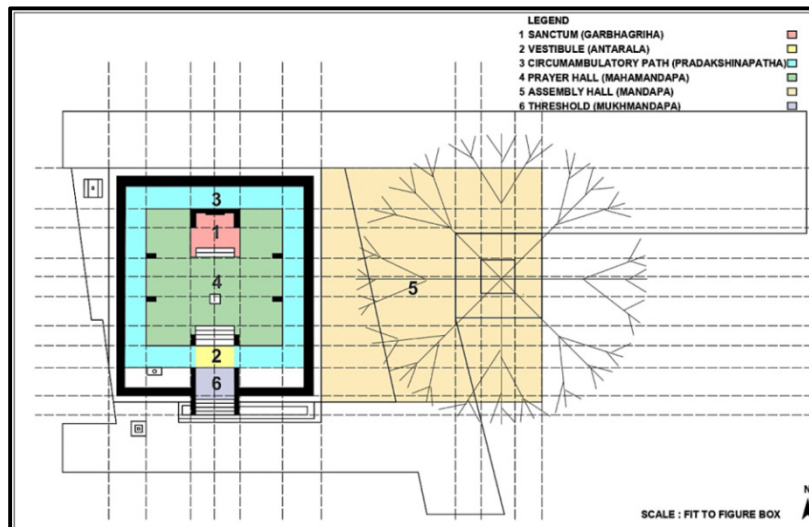 LEGEND
1 SANCTUM (GARBHAGRIHA)
2 VESTIBULE (ANTARALA)
3 CIRCUMAMBULATORY PATH (PRADAKSHINAPATHA)
4 PRAYER HALL (MAHAMANDAPA)
5 ASSEMBLY HALL (MANDAPA)
6 THRESHOLD (MUKHMANDAPA)
3
1
4
5
2
6
N
SCALE : FIT TO FIGURE BOX